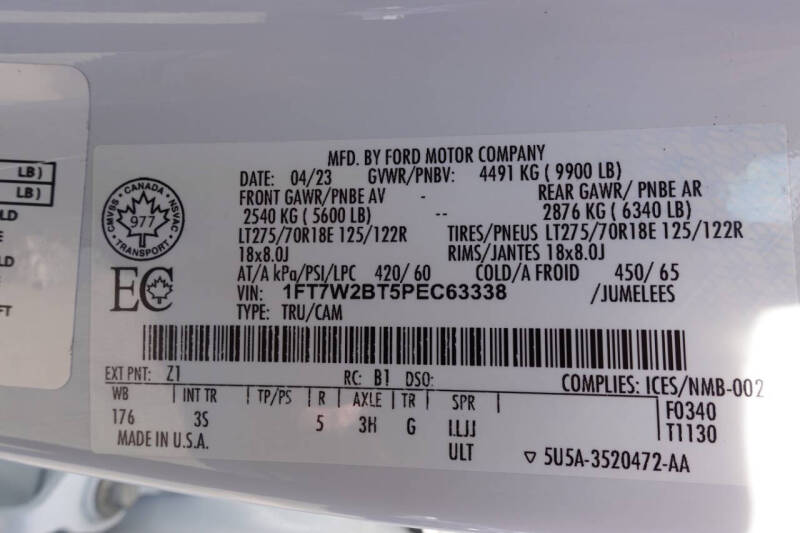 LB )
LB )
LD
E
LD
FT
MFD. BY FORD MOTOR COMPANY
DATE: 04/23 GVWR/PNBV: 4491 KG ( 9900 LB)
FRONT GAWR/PNBE AV - REAR GAWR/ PNBE AR
2540 KG ( 5600 LB) -- 2876 KG ( 6340 LB)
LT275/70R18E 125/122R TIRES/PNEUS LT275/70R18E 125/122R
18x8.0J RIMS/JANTES 18x8.0J
AT/A kPa/PSI/LPC 420/ 60 COLD/A FROID 450/ 65
VIN: 1FT7W2BT5PEC63338 /JUMELEES
TYPE: TRU/CAM
CANADA
CMVSS NSVAC
977
TRANSPORT
EC
EXT PNT: Z1 RC: B1 DSO: COMPLIES: ICES/NMB-002
WB INT TR TP/PS R AXLE TR SPR F0340
176 3S 5 3H G LLJJ T1130
MADE IN U.S.A. ULT 5U5A-3520472-AA